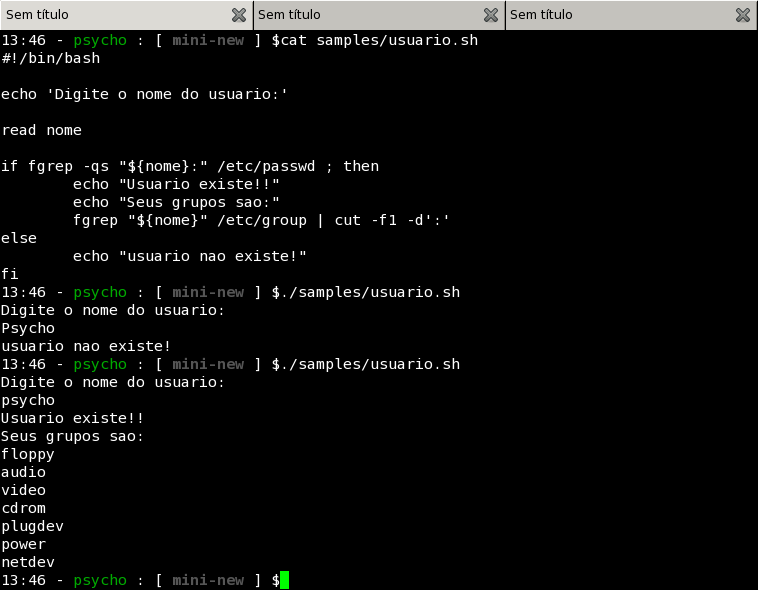 Sem título Sem título Sem título
13:46 - psycho : [ mini-new ] $cat samples/usuario.sh
#!/bin/bash
echo 'Digite o nome do usuario:'
read nome
if fgrep -qs "${nome}:" /etc/passwd ; then
echo "Usuario existe!!"
echo "Seus grupos sao:"
fgrep "${nome}" /etc/group | cut -f1 -d':'
else
echo "usuario nao existe!"
fi
13:46 - psycho : [ mini-new ] $./samples/usuario.sh
Digite o nome do usuario:
Psycho
usuario nao existe!
13:46 - psycho : [ mini-new ] $./samples/usuario.sh
Digite o nome do usuario:
psycho
Usuario existe!!
Seus grupos sao:
floppy
audio
video
cdrom
plugdev
power
netdev
13:46 - psycho : [ mini-new ] $